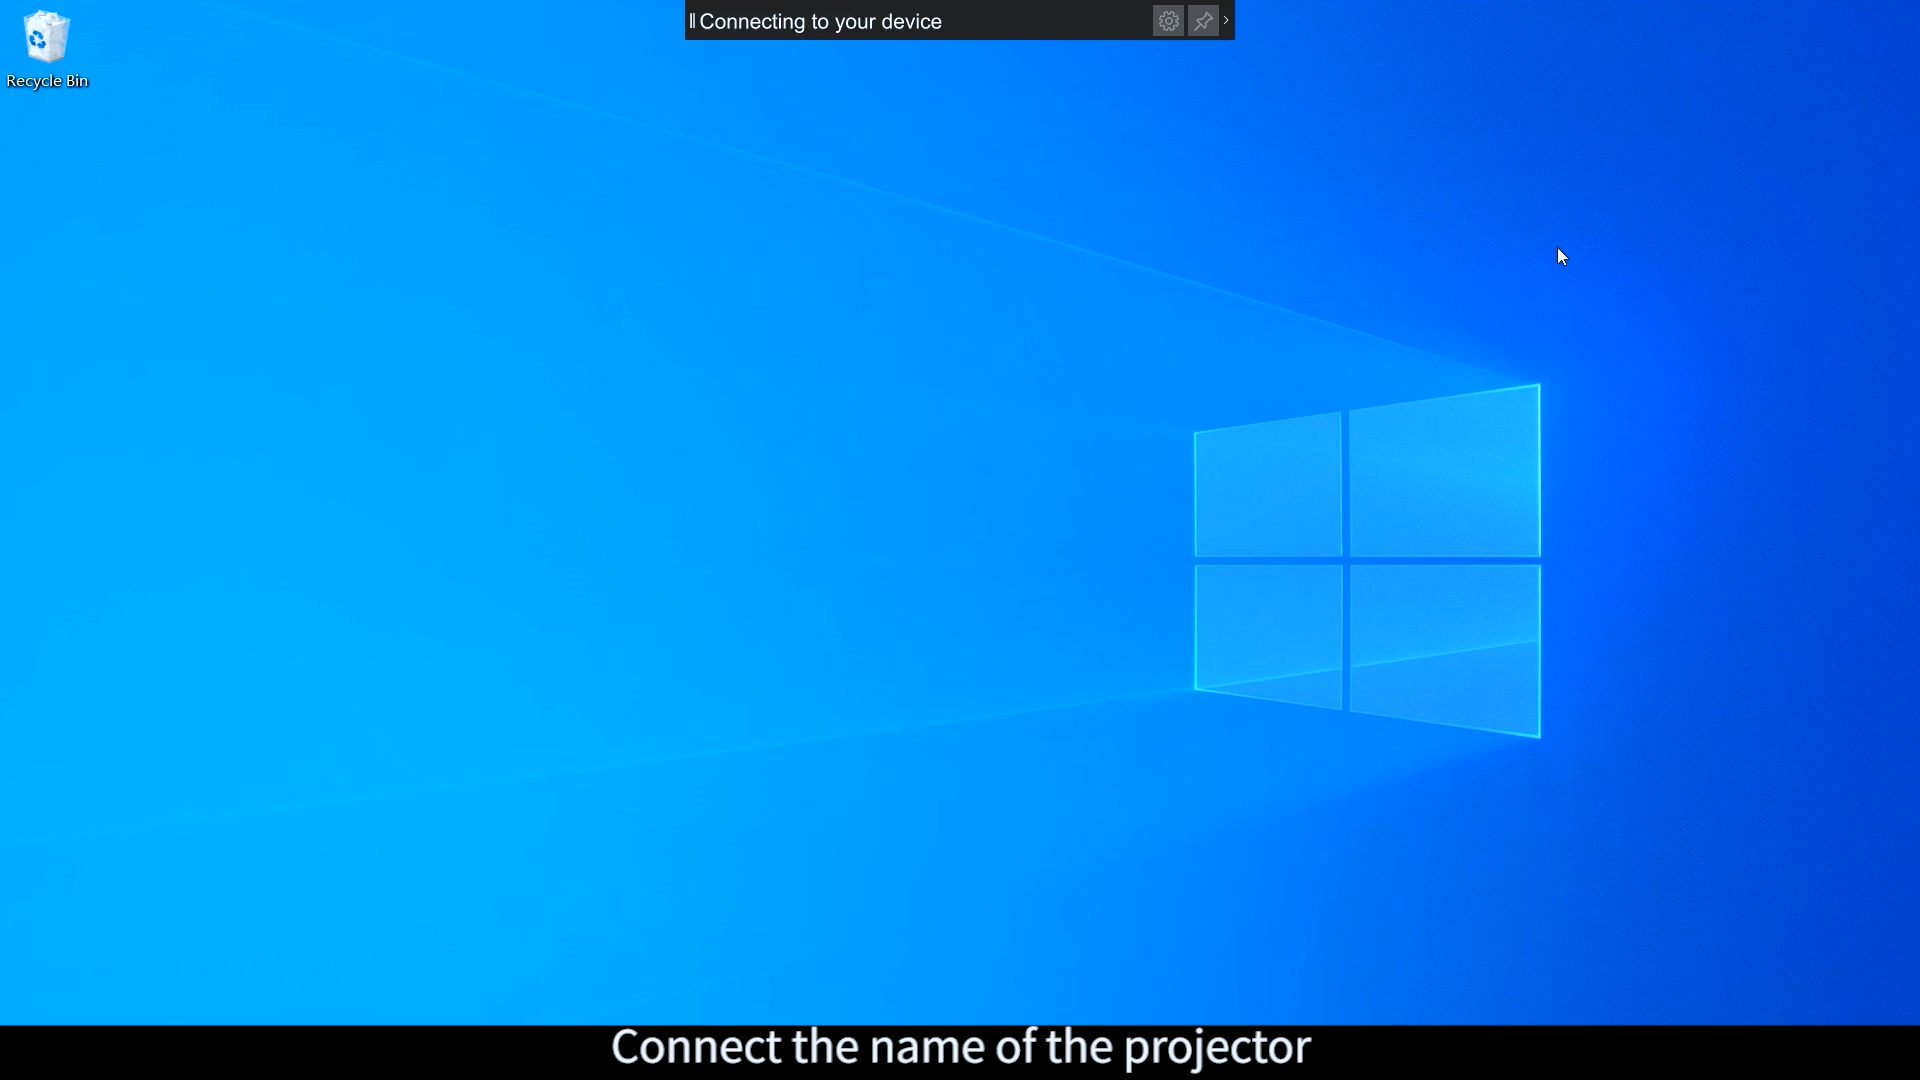 Connecting to your device
Recycle Bin
Connect the name of the projector